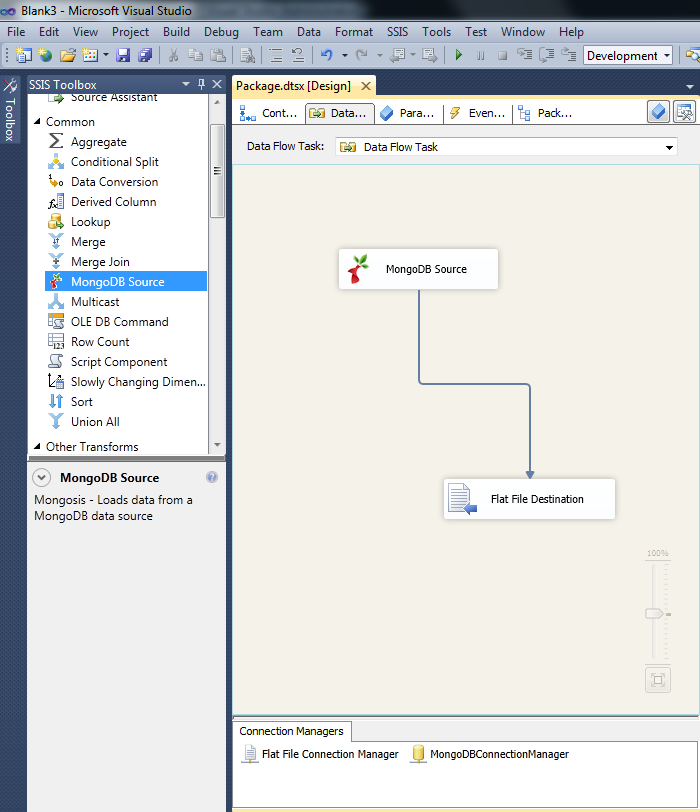 Blank3 - Microsoft Visual Studio
File Edit View Project Build Debug Team Data Format SSIS Tools Test Window Help
Development
Toolbox
SSIS Toolbox
Source Assistant
Common
Aggregate
Conditional Split
Data Conversion
Derived Column
Lookup
Merge
Merge Join
MongoDB Source
Multicast
OLE DB Command
Row Count
Script Component
Slowly Changing Dimen...
Sort
Union All
Other Transforms
MongoDB Source
Mongosis - Loads data from a
MongoDB data source
Package.dtsx [Design]
Cont... Data... Para... Even... Pack...
Data Flow Task: Data Flow Task
MongoDB Source
Flat File Destination
100%
Connection Managers
Flat File Connection Manager MongoDBConnectionManager